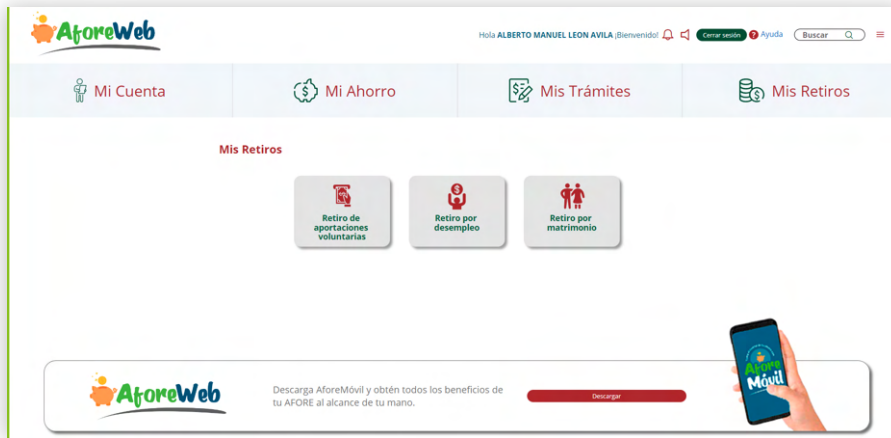 AforeWeb
Hola ALBERTO MANUEL LEON AVILA ¡Bienvenido!
Cerrar sesión
? Ayuda
Buscar
Mi Cuenta
Mi Ahorro
Mis Trámites
Mis Retiros
Mis Retiros
Retiro de
aportaciones
voluntarias
Retiro por
desempleo
Retiro por
matrimonio
AforeWeb
Descarga AforeMóvil y obtén todos los beneficios de
tu AFORE al alcance de tu mano.
Descargar
Afore
Móvil